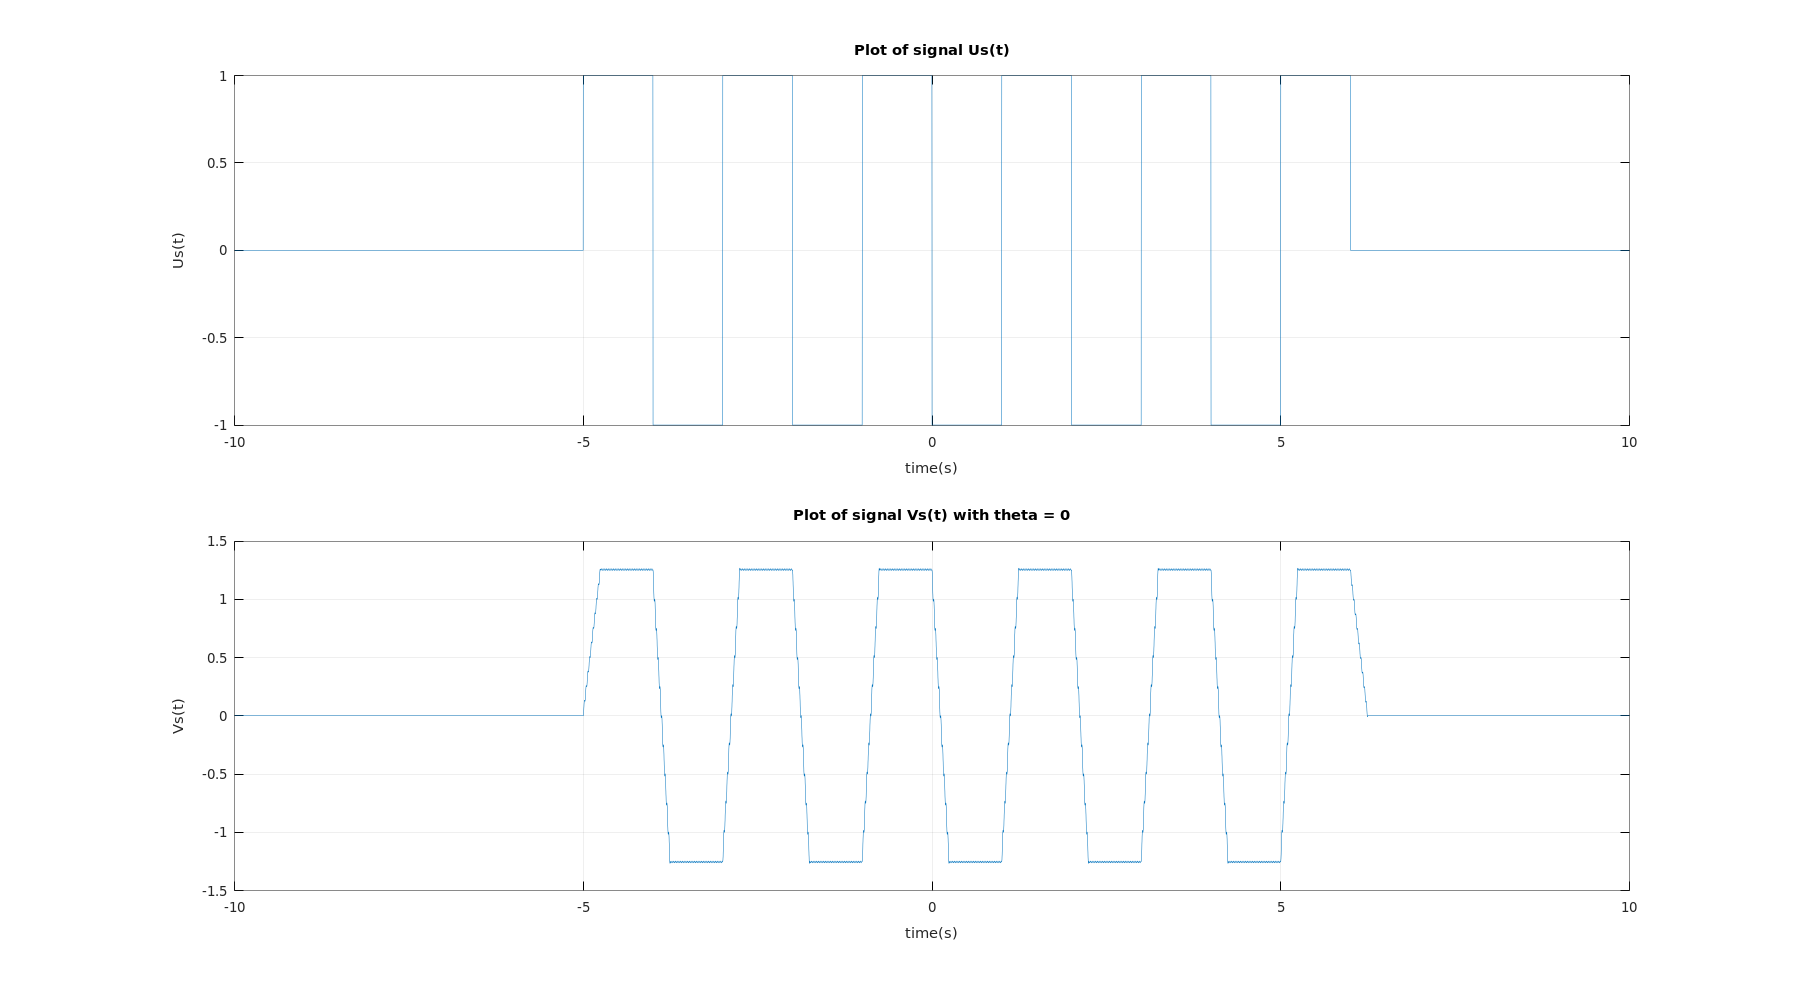 Plot of signal Us(t)
1
0.5
0
-0.5
-1
Us(t)
-10 -5 0 5 10
time(s)
Plot of signal Vs(t) with theta = 0
1.5
1
0.5
0
-0.5
-1
-1.5
Vs(t)
-10 -5 0 5 10
time(s)